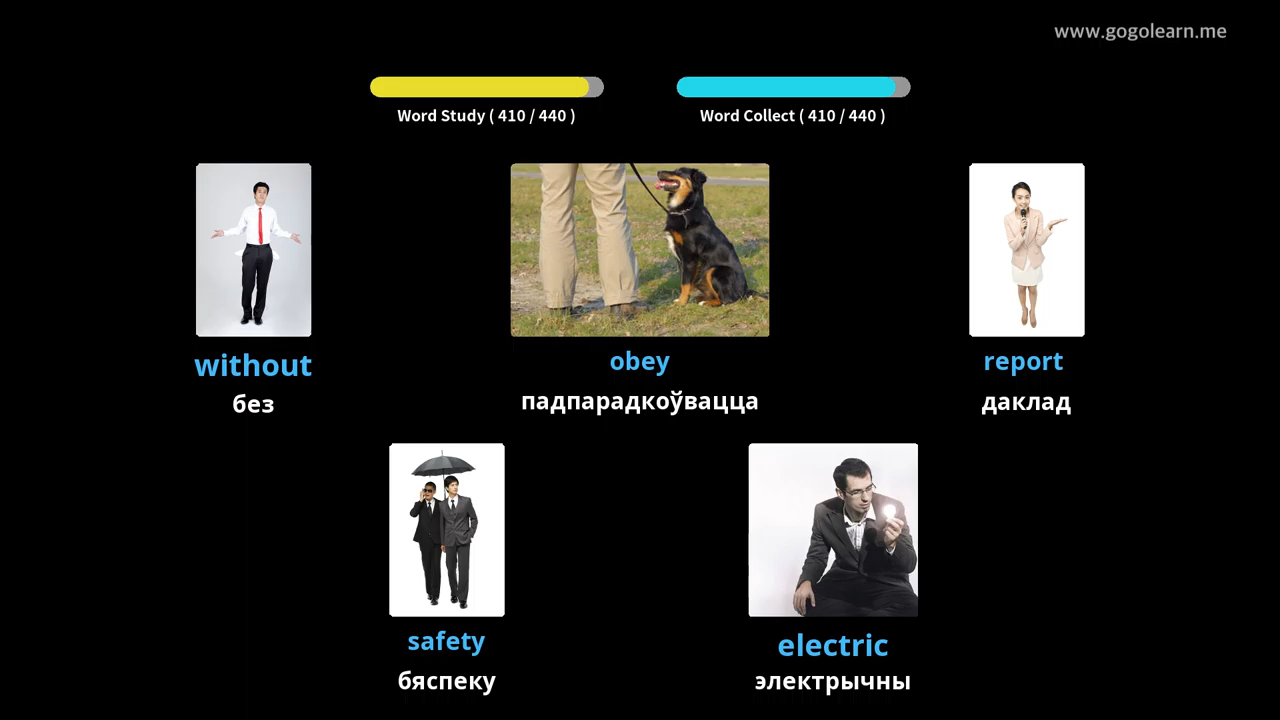 www.gogolearn.me
Word Study ( 410 / 440 )
Word Collect ( 410 / 440 )
without
без
obey
падпарадкоўвацца
report
даклад
safety
бяспеку
electric
электрычны